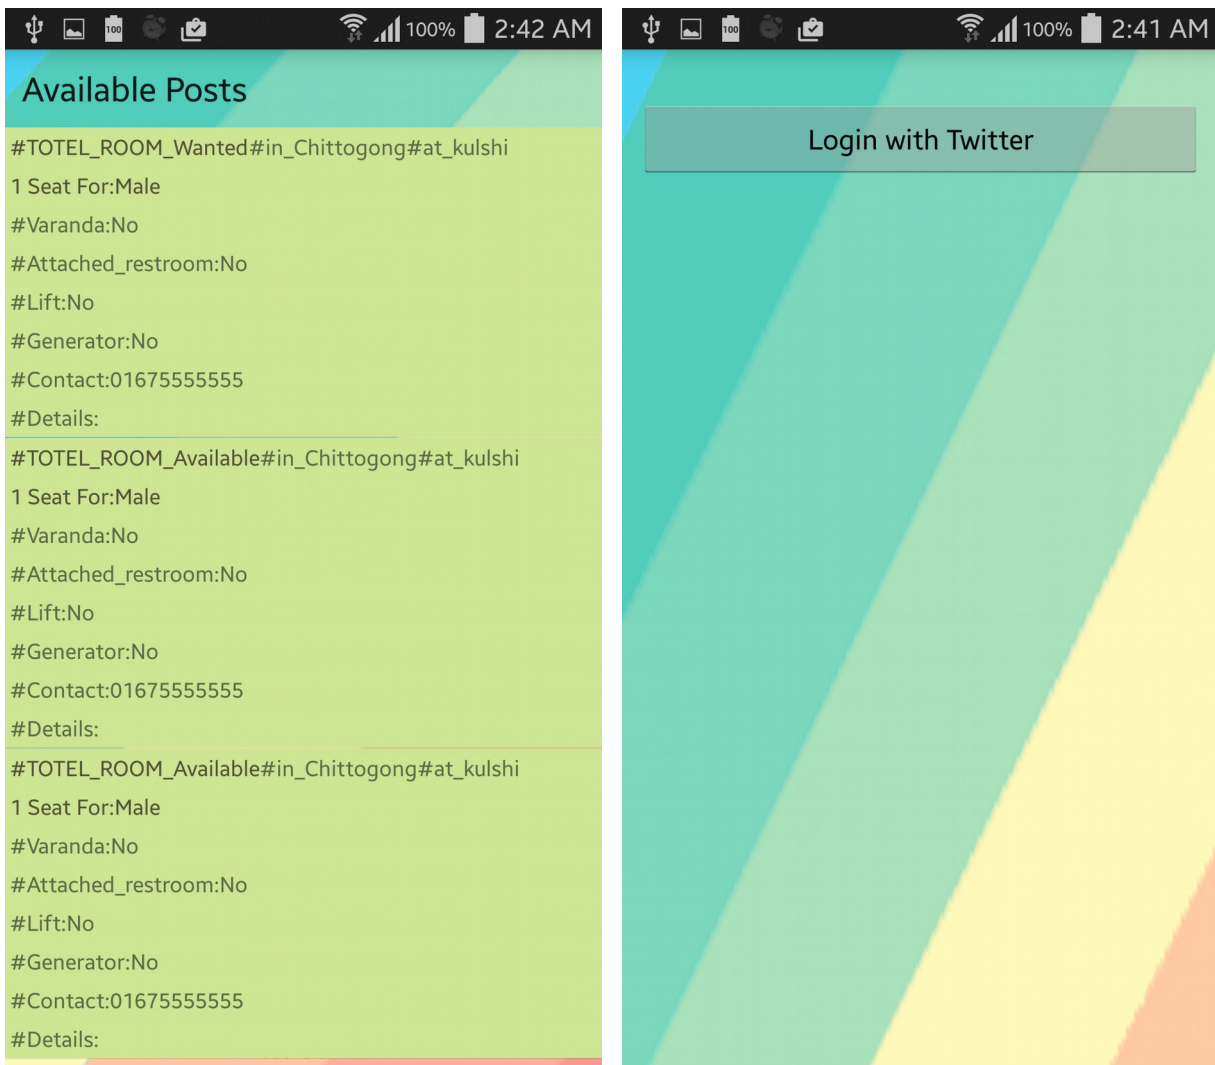 100 100% 2:42 AM
Available Posts
#TOTEL_ROOM_Wanted#in_Chittogong#at_kulshi
1 Seat For:Male
#Varanda:No
#Attached_restroom:No
#Lift:No
#Generator:No
#Contact:01675555555
#Details:
#TOTEL_ROOM_Available#in_Chittogong#at_kulshi
1 Seat For:Male
#Varanda:No
#Attached_restroom:No
#Lift:No
#Generator:No
#Contact:01675555555
#Details:
#TOTEL_ROOM_Available#in_Chittogong#at_kulshi
1 Seat For:Male
#Varanda:No
#Attached_restroom:No
#Lift:No
#Generator:No
#Contact:01675555555
#Details:
100 100% 2:41 AM
Login with Twitter